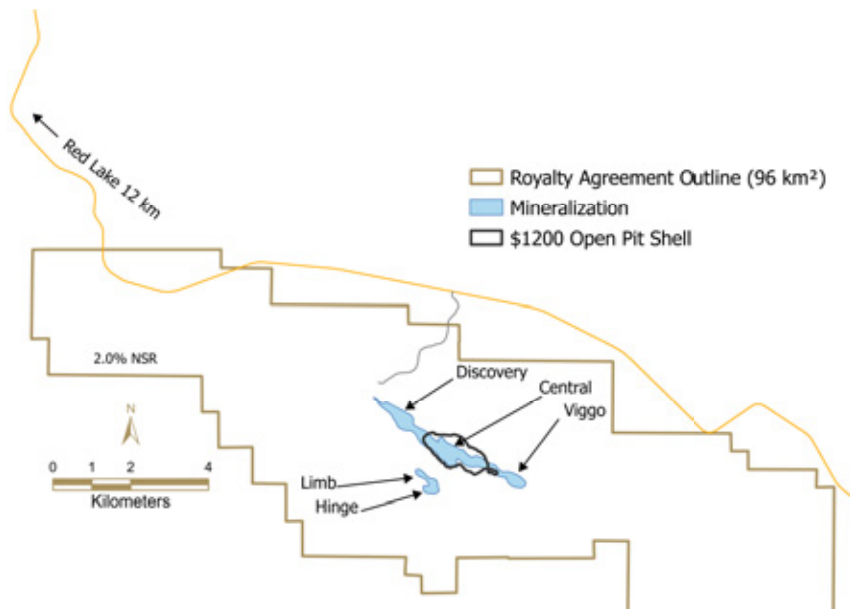 Red Lake 12 km
Royalty Agreement Outline (96 km²)
Mineralization
$1200 Open Pit Shell
2.0% NSR
Discovery
Central
Viggo
N
0 1 2 4
Kilometers
Limb
Hinge